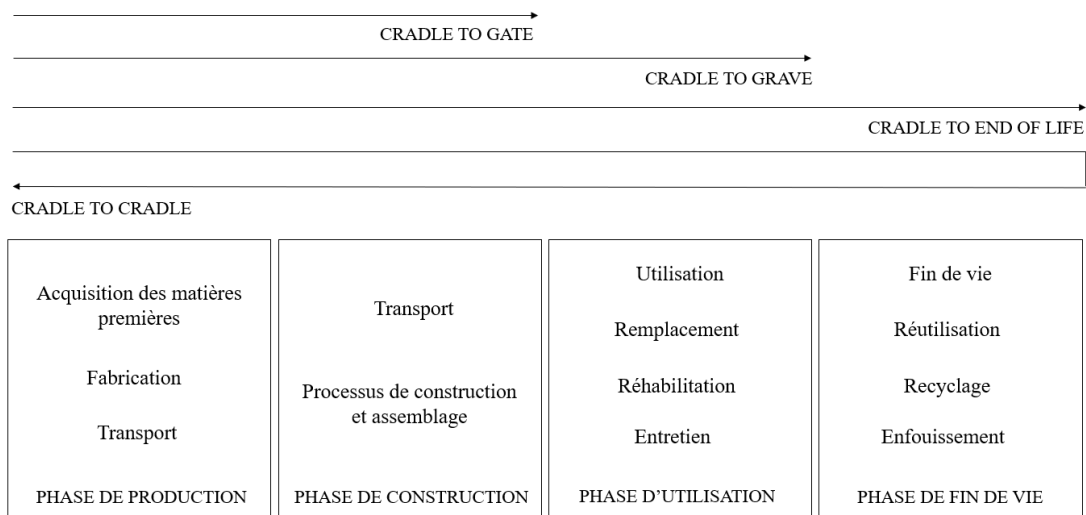 CRADLE TO GATE
CRADLE TO GRAVE
CRADLE TO END OF LIFE
CRADLE TO CRADLE
Acquisition des matières
premières
Fabrication
Transport
PHASE DE PRODUCTION
Transport
Processus de construction
et assemblage
PHASE DE CONSTRUCTION
Utilisation
Remplacement
Réhabilitation
Entretien
PHASE D'UTILISATION
Fin de vie
Réutilisation
Recyclage
Enfouissement
PHASE DE FIN DE VIE